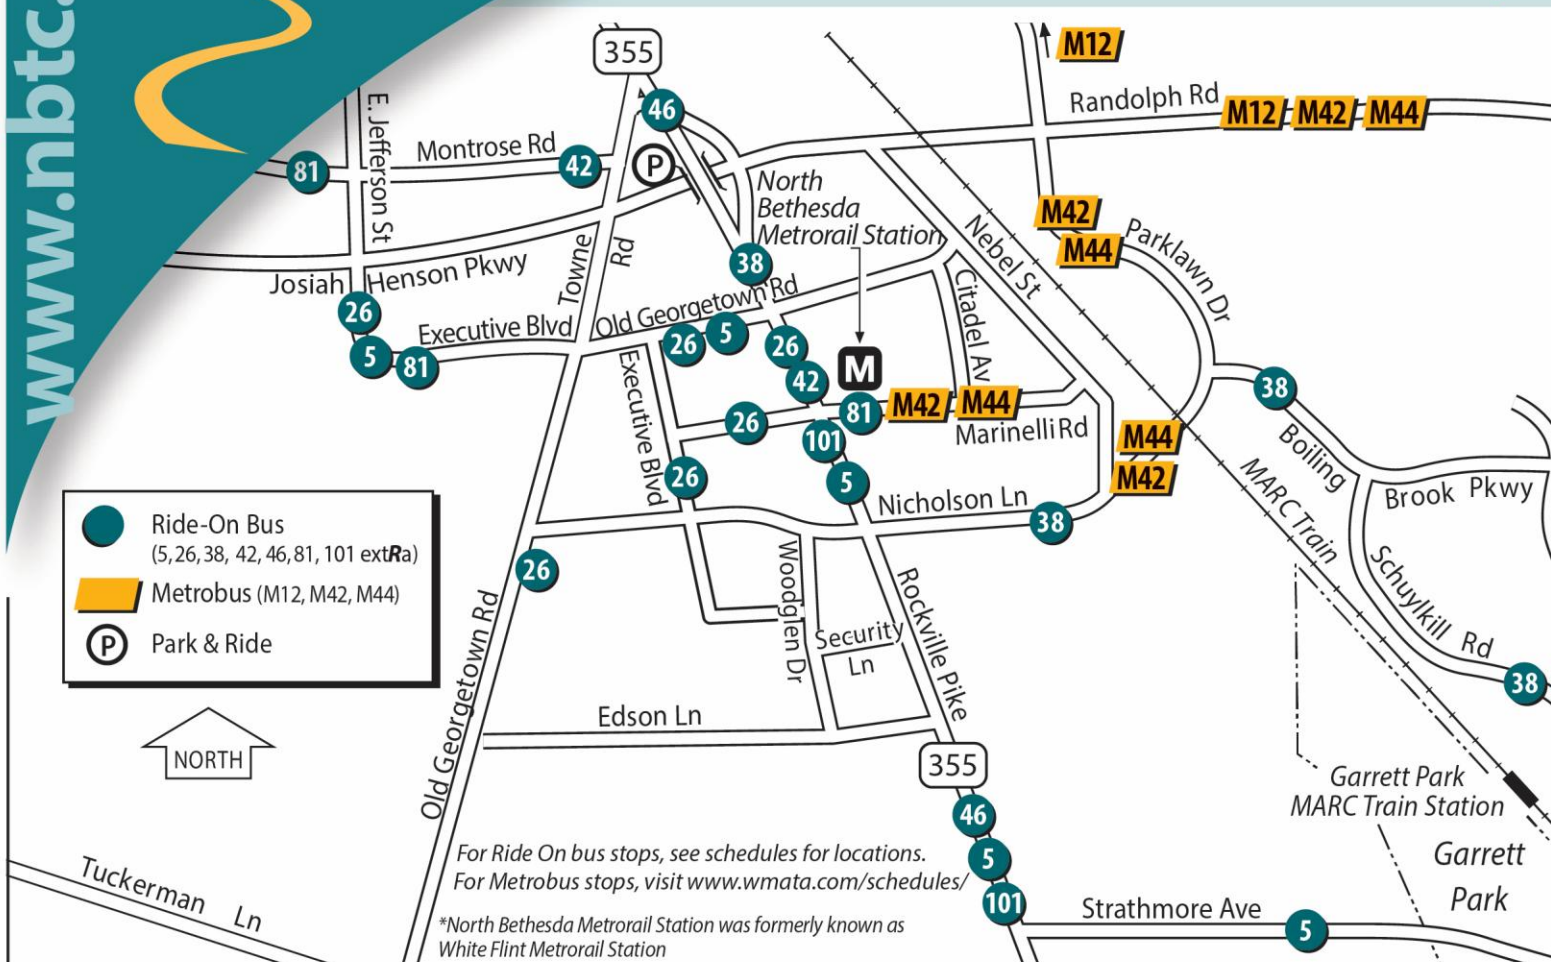 www.nbtc.
355
M12
46
Randolph Rd
M12
M42
M44
E. Jefferson St
Montrose Rd
42
81
P
North
Bethesda
Metrorail Station
M42
M44
Parklawn Dr
Nebel St
Towne
Rd
38
Josiah
Henson Pkwy
Citadel Av
26
Executive Blvd
Old Georgetown Rd
26
5
26
5
81
M
42
38
Executive Blvd
26
81
M42
M44
Marinelli Rd
101
M44
M42
Boiling
Brook Pkwy
26
5
Nicholson Ln
38
MARC Train
Ride-On Bus
(5, 26, 38, 42, 46, 81, 101 extRa)
Metrobus (M12, M42, M44)
P
Park & Ride
NORTH
26
Woodglen Dr
Rockville Pike
Security
Ln
Schuylkill Rd
38
Old Georgetown Rd
Edson Ln
355
Garrett Park
MARC Train Station
46
5
101
Garrett
Park
For Ride On bus stops, see schedules for locations.
For Metrobus stops, visit www.wmata.com/schedules/
Tuckerman Ln
*North Bethesda Metrorail Station was formerly known as
White Flint Metrorail Station
Strathmore Ave
5